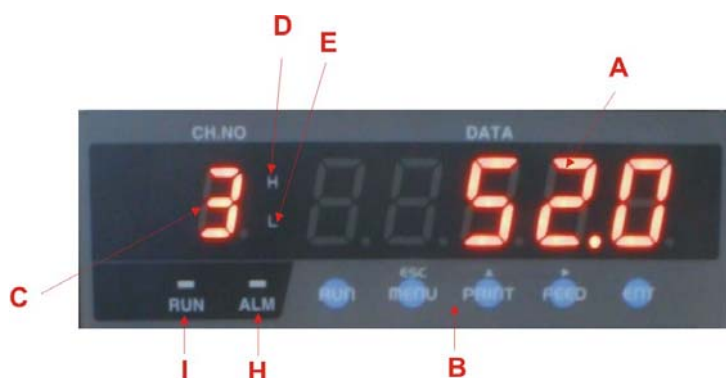 D
E
A
CH.NO
DATA
H
3
52.0
L
C
ESC
RUN
ALM
RUN
MENU
PRINT
FEED
ENT
B
I
H